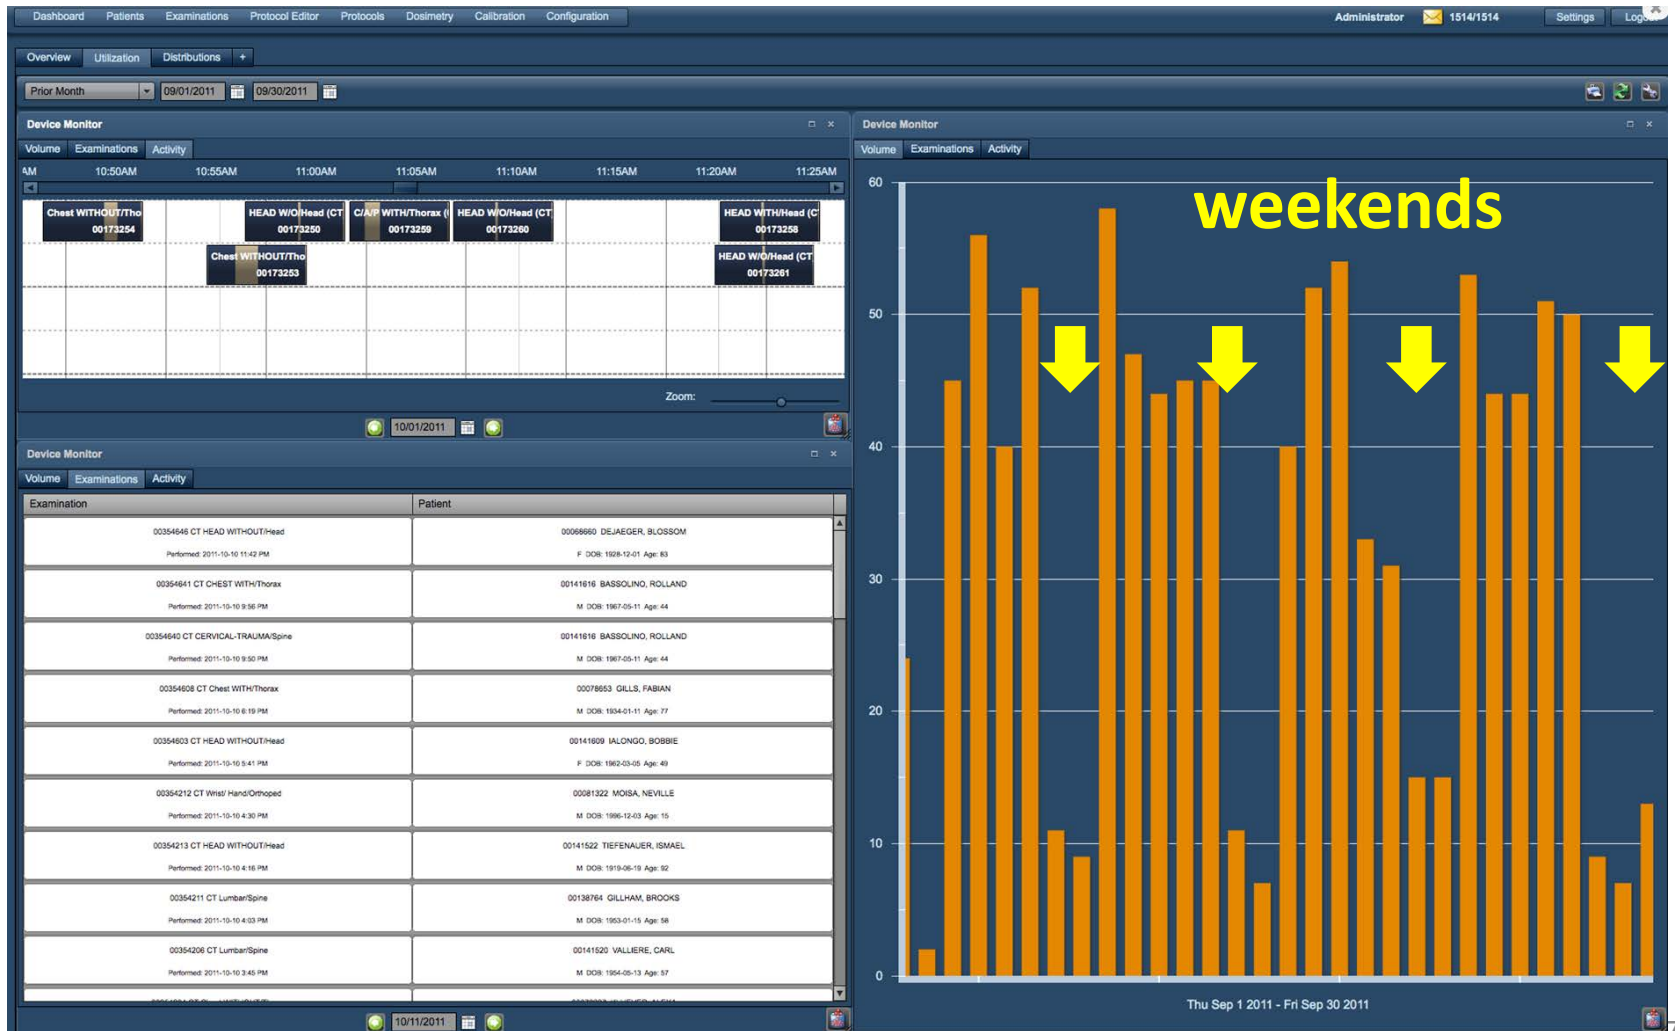 Dashboard Patients Examinations Protocol Editor Protocols Dosimetry Calibration Configuration Administrator 1514/1514 Settings
Overview Utilization Distributions +
Prior Month 09/01/2011 09/30/2011
Device Monitor
Volume Examinations Activity
AM 10:50AM 10:55AM 11:00AM 11:05AM 11:10AM 11:15AM 11:20AM 11:25AM
Chest WITHOUT/Tho HEAD W/O/Head (CT C/A/P WITH/Thorax ( HEAD W/O/Head (CT HEAD WITH/Head (C
00173254 00173250 00173259 00173260 00173258
Chest WITHOUT/Tho HEAD W/O/Head (CT
00173253 00173261
Zoom:
10/01/2011
Device Monitor
Volume Examinations Activity
Examination Patient
00354646 CT HEAD WITHOUT/Head 00068660 DEJAEGER, BLOSSOM
Performed: 2011-10-10 11:42 PM F DOB: 1928-12-01 Age: 83
00354641 CT CHEST WITH/Thorax 00141616 BASSOLINO, ROLLAND
Performed: 2011-10-10 9:56 PM M DOB: 1967-05-11 Age: 44
00354640 CT CERVICAL-TRAUMA/Spine 00141616 BASSOLINO, ROLLAND
Performed: 2011-10-10 9:50 PM M DOB: 1967-05-11 Age: 44
00354608 CT Chest WITH/Thorax 00078653 GILLS, FABIAN
Performed: 2011-10-10 6:19 PM M DOB: 1934-01-11 Age: 77
00354603 CT HEAD WITHOUT/Head 00141609 IALONGO, BOBBIE
Performed: 2011-10-10 5:41 PM F DOB: 1962-03-05 Age: 49
00354212 CT Wrist/ Hand/Orthoped 00081322 MOISA, NEVILLE
Performed: 2011-10-10 4:30 PM M DOB: 1996-12-03 Age: 15
00354213 CT HEAD WITHOUT/Head 00141522 TIEFENAUER, ISMAEL
Performed: 2011-10-10 4:16 PM M DOB: 1919-06-19 Age: 92
00354211 CT Lumbar/Spine 00138764 GILLHAM, BROOKS
Performed: 2011-10-10 4:03 PM M DOB: 1953-01-15 Age: 58
00354206 CT Lumbar/Spine 00141520 VALLIERE, CARL
Performed: 2011-10-10 3:45 PM M DOB: 1954-05-13 Age: 57
10/11/2011
Device Monitor
Volume Examinations Activity
weekends
60
50
40
30
20
10
0
Thu Sep 1 2011 - Fri Sep 30 2011